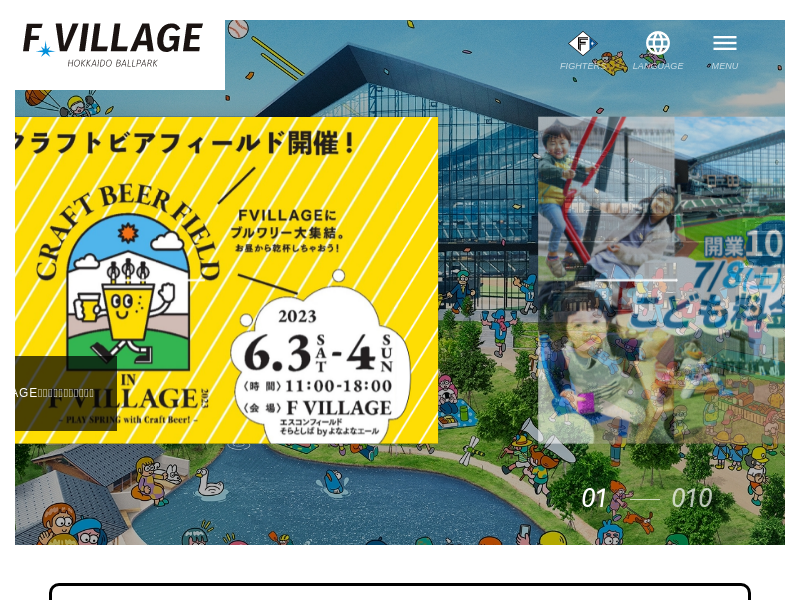 F VILLAGE
HOKKAIDO BALLPARK
FIGHTERS
LANGUAGE
MENU
クラフトビアフィールド開催！
CRAFT BEER FIELD
FVILLAGEに
ブルワリー大集結。
お昼から乾杯しちゃおう！
2023
6.3 SAT - 4 SUN
〈時間〉11:00-18:00
〈会場〉F VILLAGE
エスコンフィールド
そらとしば by よなよなエール
IN
F VILLAGE 2023
~ PLAY SPRING with Craft Beer! ~
AGE
開業10
7/8(土)
こども料金
01
010